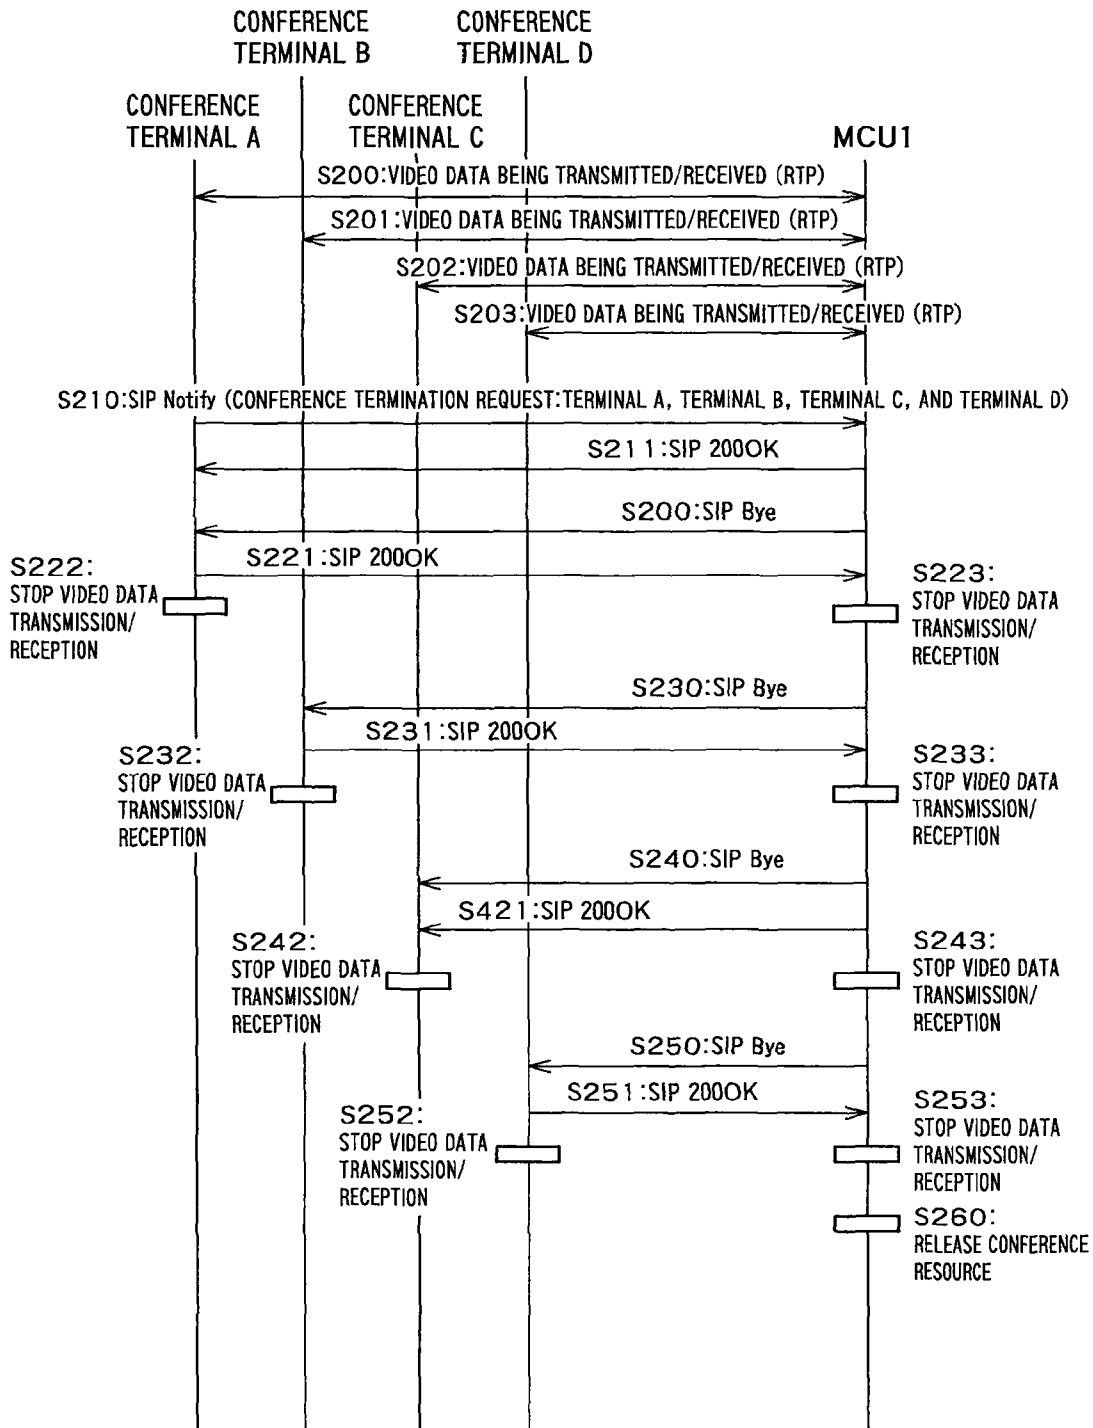 CONFERENCE
TERMINAL B
CONFERENCE
TERMINAL D
CONFERENCE
TERMINAL A
CONFERENCE
TERMINAL C
MCU1
S200:VIDEO DATA BEING TRANSMITTED/RECEIVED (RTP)
S201:VIDEO DATA BEING TRANSMITTED/RECEIVED (RTP)
S202:VIDEO DATA BEING TRANSMITTED/RECEIVED (RTP)
S203:VIDEO DATA BEING TRANSMITTED/RECEIVED (RTP)
S210:SIP Notify (CONFERENCE TERMINATION REQUEST:TERMINAL A, TERMINAL B, TERMINAL C, AND TERMINAL D)
S211:SIP 200OK
S200:SIP Bye
S221:SIP 200OK
S222:
STOP VIDEO DATA
TRANSMISSION/
RECEPTION
S223:
STOP VIDEO DATA
TRANSMISSION/
RECEPTION
S230:SIP Bye
S231:SIP 200OK
S232:
STOP VIDEO DATA
TRANSMISSION/
RECEPTION
S233:
STOP VIDEO DATA
TRANSMISSION/
RECEPTION
S240:SIP Bye
S421:SIP 200OK
S242:
STOP VIDEO DATA
TRANSMISSION/
RECEPTION
S243:
STOP VIDEO DATA
TRANSMISSION/
RECEPTION
S250:SIP Bye
S251:SIP 200OK
S252:
STOP VIDEO DATA
TRANSMISSION/
RECEPTION
S253:
STOP VIDEO DATA
TRANSMISSION/
RECEPTION
S260:
RELEASE CONFERENCE
RESOURCE